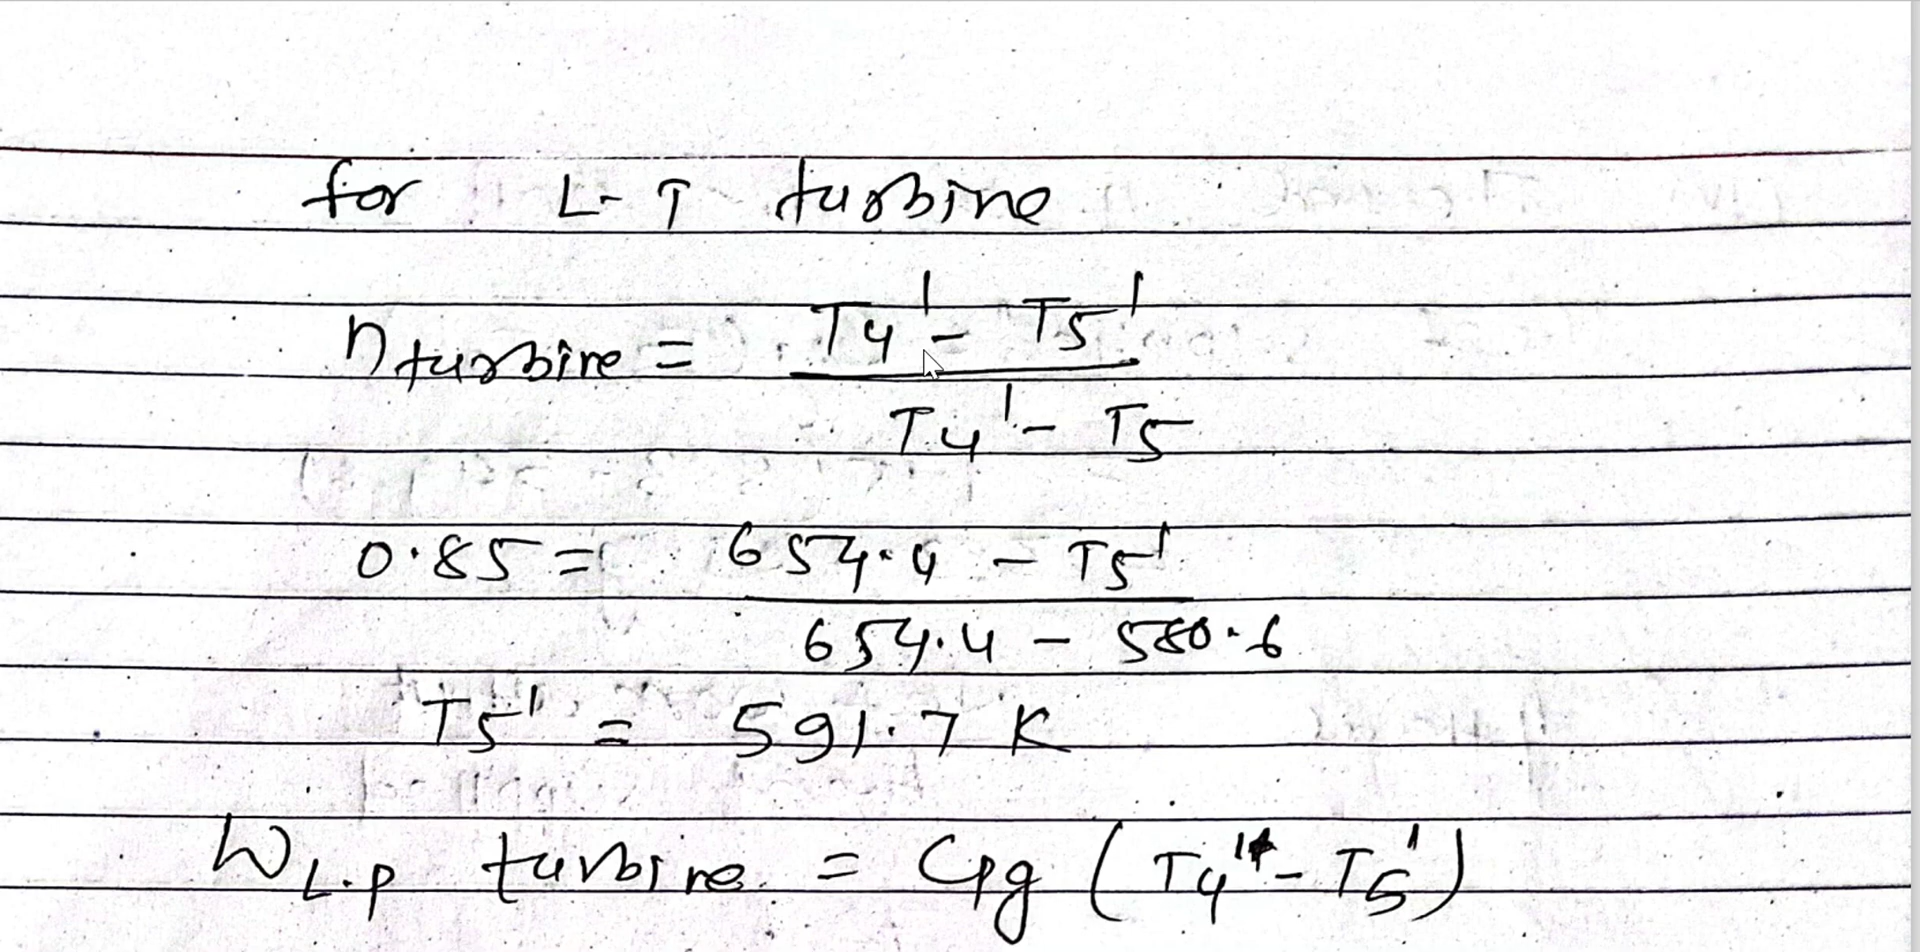 for L-T turbine
η turbine = T4' - T5' / T4' - T5
0.85 = 654.4 - T5' / 654.4 - 580.6
T5' = 591.7 K
W L.P turbine = Cpg (T4' - T5')